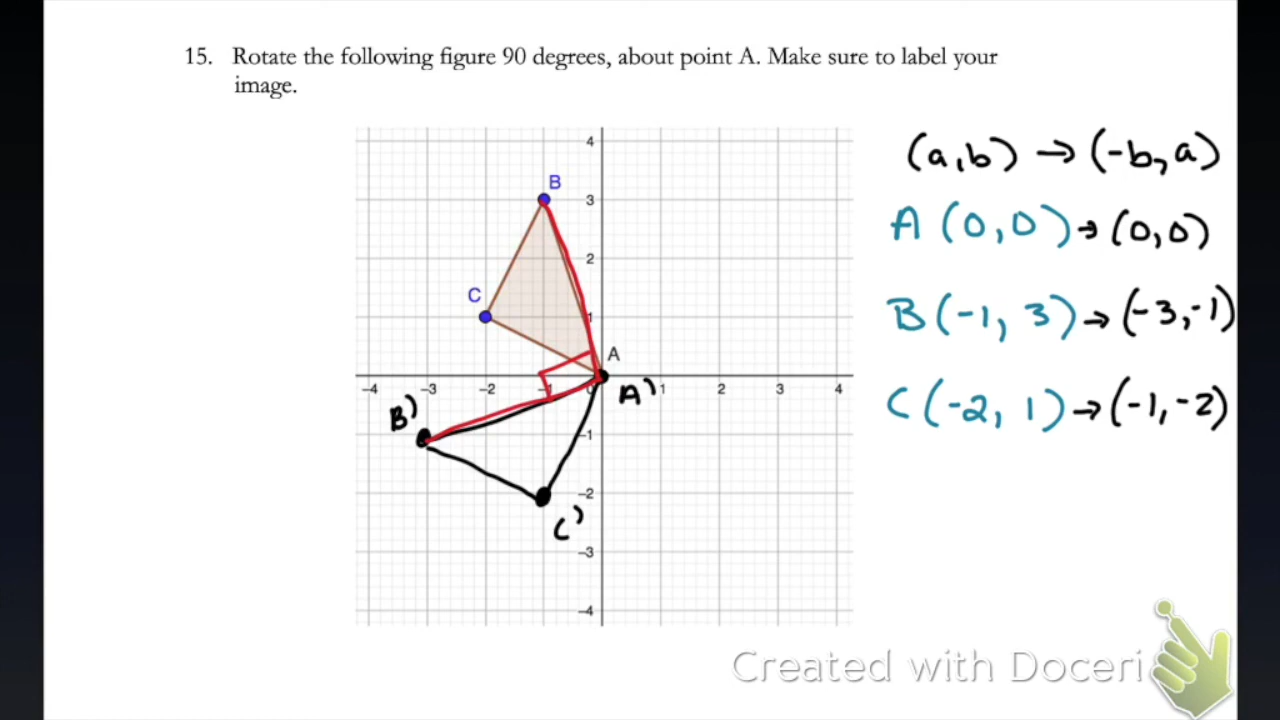 15. Rotate the following figure 90 degrees, about point A. Make sure to label your
image.
(a,b) → (-b,a)
A (0,0) → (0,0)
B (-1, 3) → (-3,-1)
C (-2, 1) → (-1,-2)
4
B
3
2
C
1
A
-4 -3 -2 -1 0 1 2 3 4
A'
B'
-1
-2
C'
-3
-4
Created with Doceri